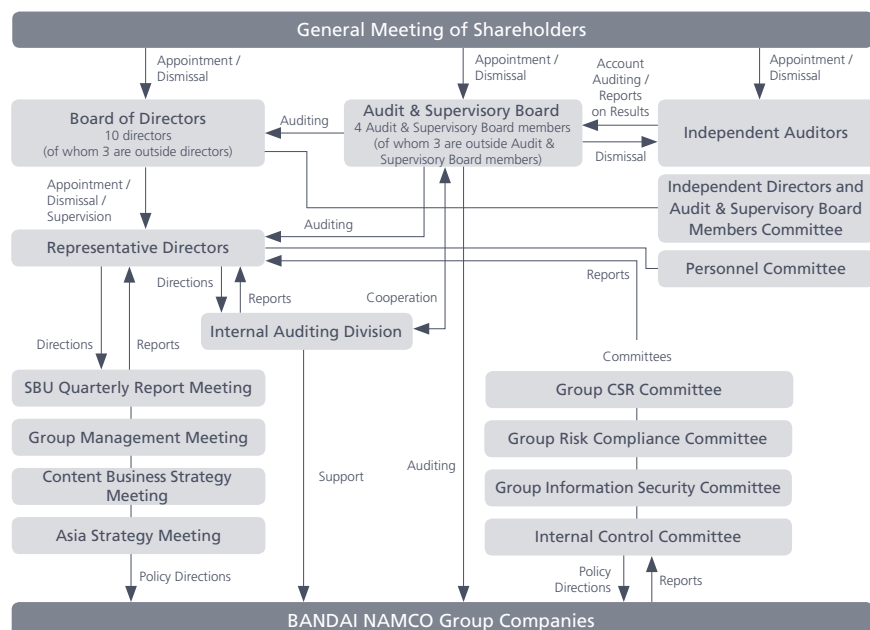 General Meeting of Shareholders
Appointment /
Dismissal
Appointment /
Dismissal
Account
Auditing /
Reports
on Results
Appointment /
Dismissal
Board of Directors
10 directors
(of whom 3 are outside directors)
Auditing
Audit & Supervisory Board
4 Audit & Supervisory Board members
(of whom 3 are outside Audit &
Supervisory Board members)
Dismissal
Independent Auditors
Appointment /
Dismissal /
Supervision
Independent Directors and
Audit & Supervisory Board
Members Committee
Auditing
Representative Directors
Personnel Committee
Directions
Reports
Cooperation
Reports
Internal Auditing Division
Directions
Reports
Committees
SBU Quarterly Report Meeting
Group Management Meeting
Content Business Strategy
Meeting
Asia Strategy Meeting
Support
Auditing
Group CSR Committee
Group Risk Compliance Committee
Group Information Security Committee
Internal Control Committee
Policy Directions
Policy
Directions
Reports
BANDAI NAMCO Group Companies